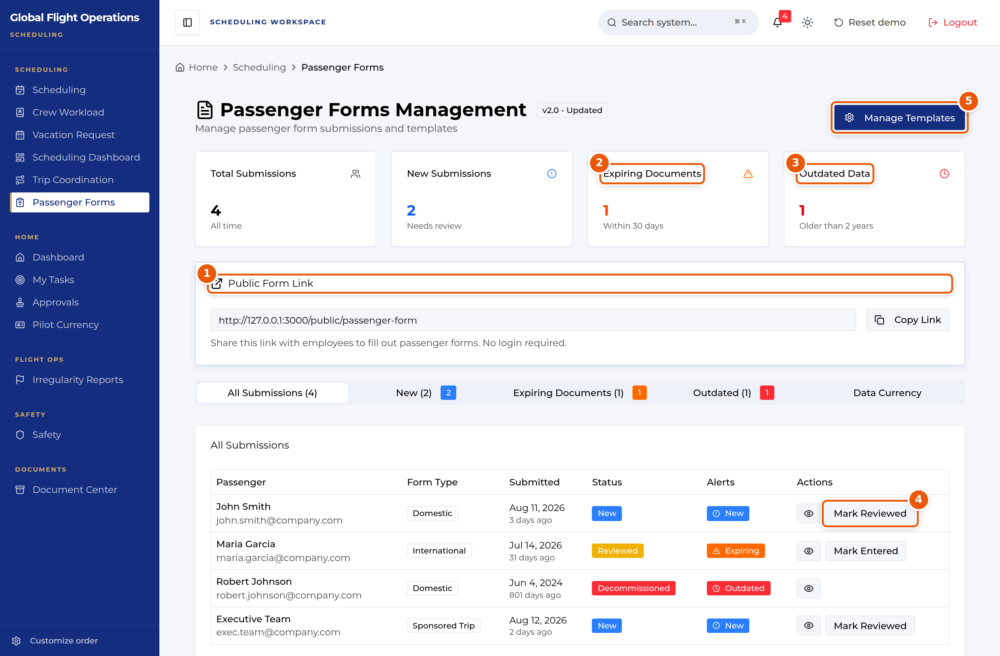 Global Flight Operations
SCHEDULING
SCHEDULING
Scheduling
Crew Workload
Vacation Request
Scheduling Dashboard
Trip Coordination
Passenger Forms
HOME
Dashboard
My Tasks
Approvals
Pilot Currency
FLIGHT OPS
Irregularity Reports
SAFETY
Safety
DOCUMENTS
Document Center
Customize order
SCHEDULING WORKSPACE
Search system... ⌘ K
4
Reset demo
Logout
Home > Scheduling > Passenger Forms
Passenger Forms Management v2.0 - Updated
Manage passenger form submissions and templates
5
Manage Templates
Total Submissions
4
All time
New Submissions
2
Needs review
2
Expiring Documents
1
Within 30 days
3
Outdated Data
1
Older than 2 years
1
Public Form Link
http://127.0.0.1:3000/public/passenger-form Copy Link
Share this link with employees to fill out passenger forms. No login required.
All Submissions (4) New (2) 2 Expiring Documents (1) 1 Outdated (1) 1 Data Currency
All Submissions
Passenger Form Type Submitted Status Alerts Actions
4
John Smith
john.smith@company.com
Domestic
Aug 11, 2026
3 days ago
New
New
Mark Reviewed
Maria Garcia
maria.garcia@company.com
International
Jul 14, 2026
31 days ago
Reviewed
Expiring
Mark Entered
Robert Johnson
robert.johnson@company.com
Domestic
Jun 4, 2024
801 days ago
Decommissioned
Outdated
Executive Team
exec.team@company.com
Sponsored Trip
Aug 12, 2026
2 days ago
New
New
Mark Reviewed